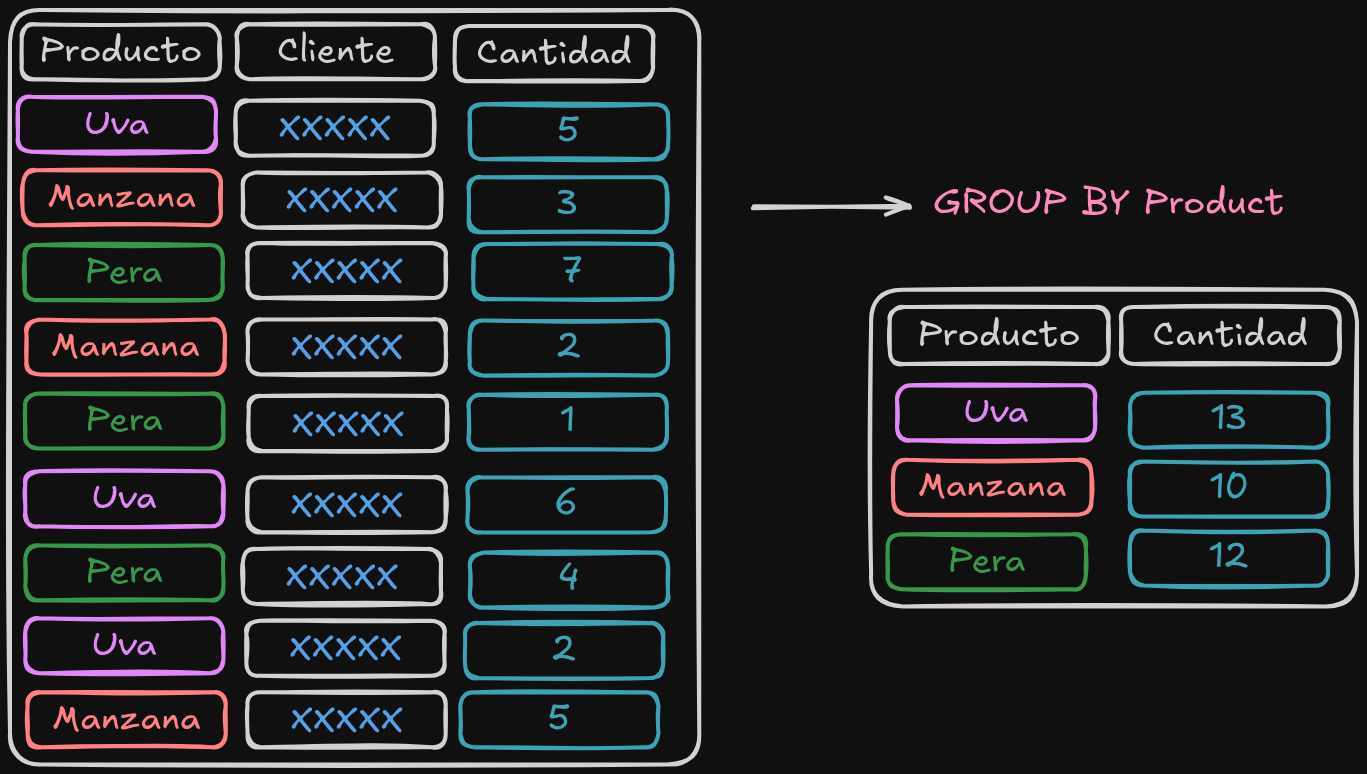 Producto Cliente Cantidad
Uva xxxxx 5
Manzana xxxxx 3
Pera xxxxx 7
Manzana xxxxx 2
Pera xxxxx 1
Uva xxxxx 6
Pera xxxxx 4
Uva xxxxx 2
Manzana xxxxx 5
GROUP BY Product
Producto Cantidad
Uva 13
Manzana 10
Pera 12